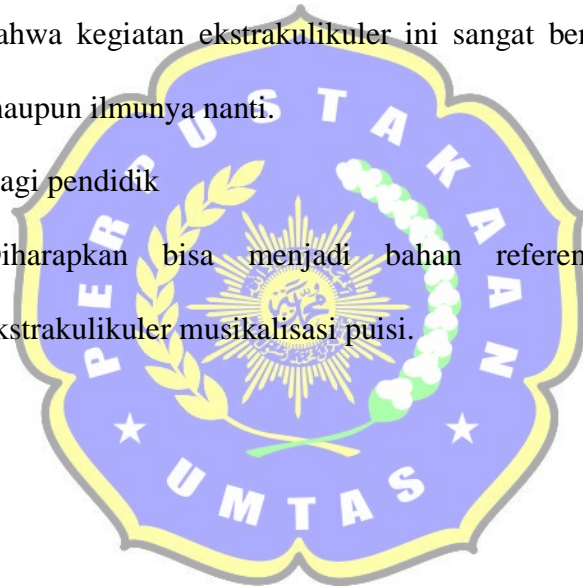 ahwa kegiatan ekstrakulikuler ini sangat ber
naupun ilmunya nanti.
agi pendidik
iharapkan bisa menjadi bahan referen
kstrakulikuler musikalisasi puisi.
PERPUSTAKAAN
UMTAS